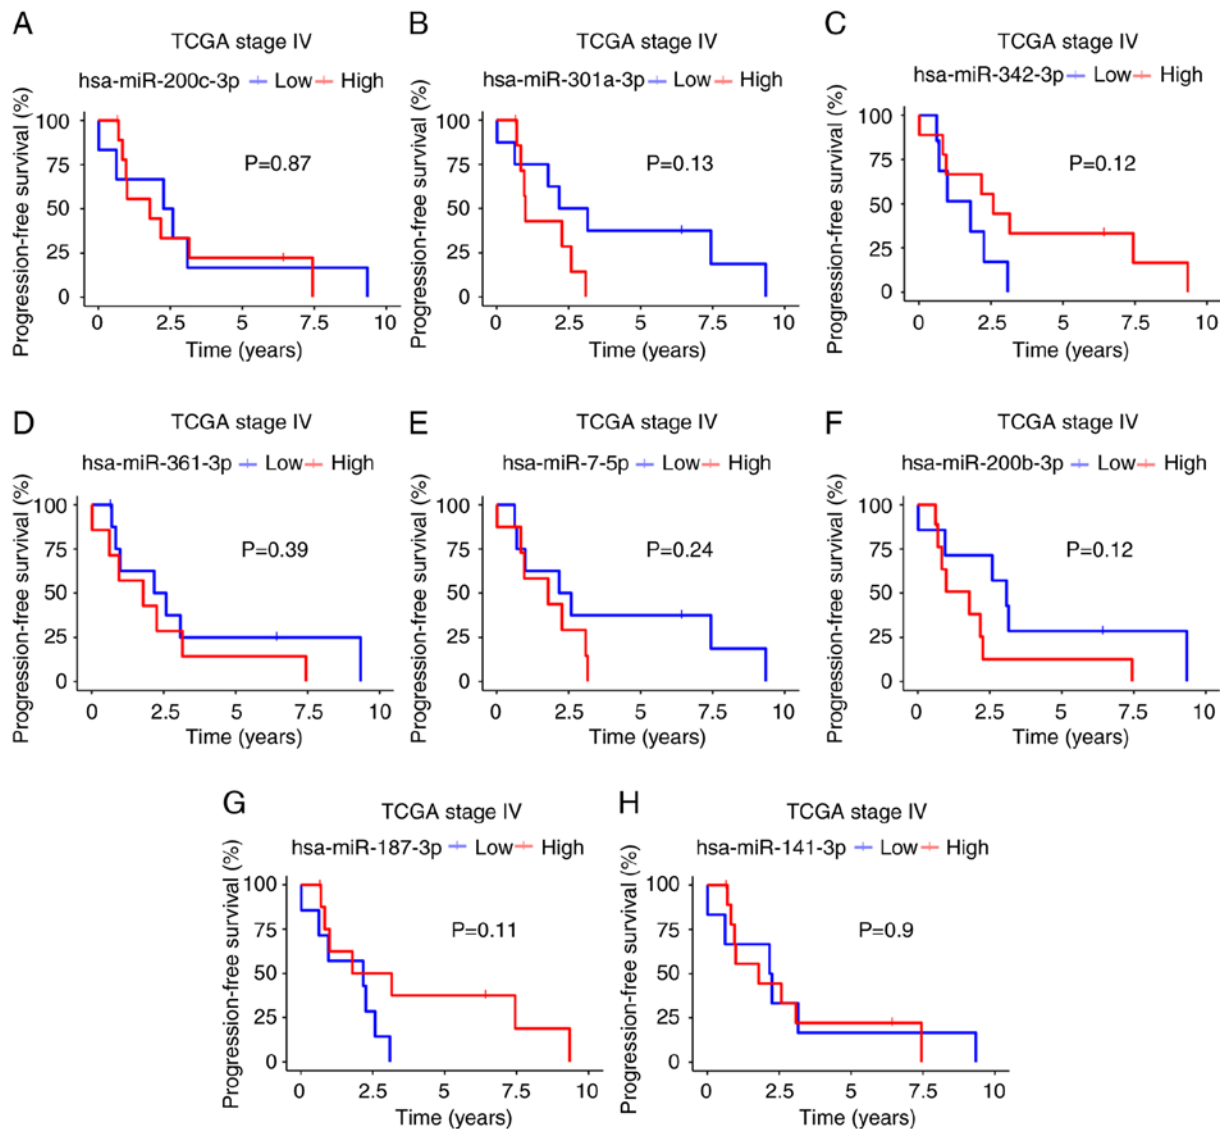 A
TCGA stage IV
hsa-miR-200c-3p Low High
Progression-free survival (%)
100
75
50
25
0
P=0.87
0 2.5 5 7.5 10
Time (years)
B
TCGA stage IV
hsa-miR-301a-3p Low High
Progression-free survival (%)
100
75
50
25
0
P=0.13
0 2.5 5 7.5 10
Time (years)
C
TCGA stage IV
hsa-miR-342-3p Low High
Progression-free survival (%)
100
75
50
25
0
P=0.12
0 2.5 5 7.5 10
Time (years)
D
TCGA stage IV
hsa-miR-361-3p Low High
Progression-free survival (%)
100
75
50
25
0
P=0.39
0 2.5 5 7.5 10
Time (years)
E
TCGA stage IV
hsa-miR-7-5p Low High
Progression-free survival (%)
100
75
50
25
0
P=0.24
0 2.5 5 7.5 10
Time (years)
F
TCGA stage IV
hsa-miR-200b-3p Low High
Progression-free survival (%)
100
75
50
25
0
P=0.12
0 2.5 5 7.5 10
Time (years)
G
TCGA stage IV
hsa-miR-187-3p Low High
Progression-free survival (%)
100
75
50
25
0
P=0.11
0 2.5 5 7.5 10
Time (years)
H
TCGA stage IV
hsa-miR-141-3p Low High
Progression-free survival (%)
100
75
50
25
0
P=0.9
0 2.5 5 7.5 10
Time (years)